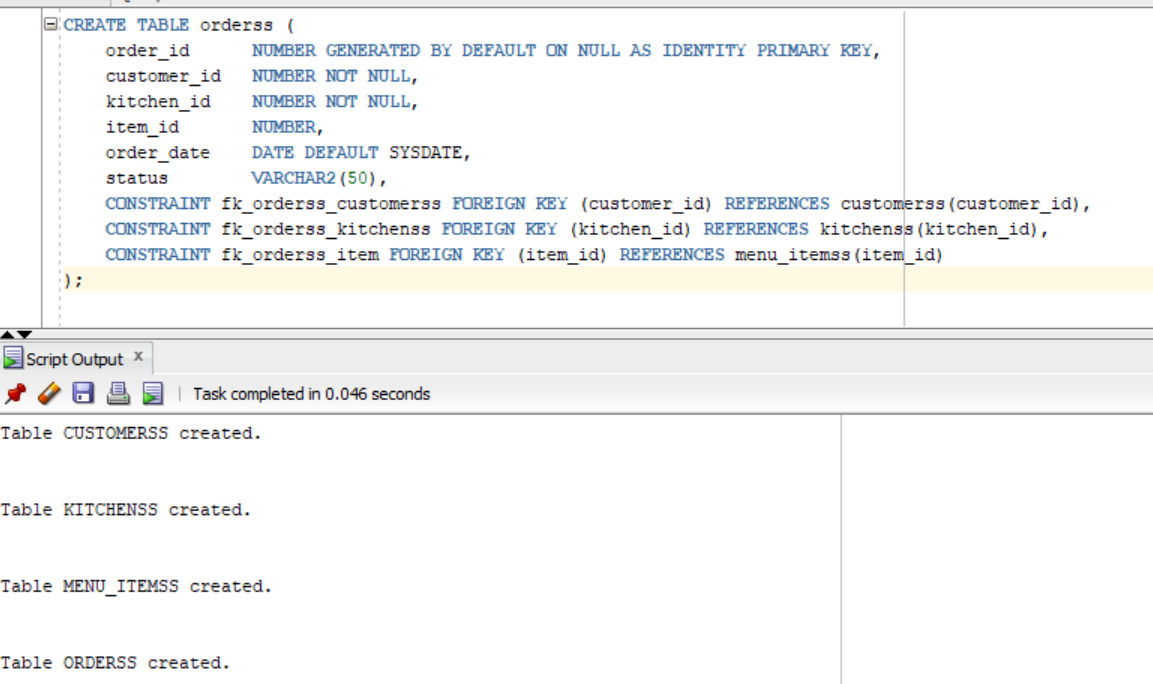 CREATE TABLE orderss (
order_id NUMBER GENERATED BY DEFAULT ON NULL AS IDENTITY PRIMARY KEY,
customer_id NUMBER NOT NULL,
kitchen_id NUMBER NOT NULL,
item_id NUMBER,
order_date DATE DEFAULT SYSDATE,
status VARCHAR2(50),
CONSTRAINT fk_orderss_customerss FOREIGN KEY (customer_id) REFERENCES customerss(customer_id),
CONSTRAINT fk_orderss_kitchenss FOREIGN KEY (kitchen_id) REFERENCES kitchenss(kitchen_id),
CONSTRAINT fk_orderss_item FOREIGN KEY (item_id) REFERENCES menu_itemss(item_id)
);
Script Output x
Task completed in 0.046 seconds
Table CUSTOMERSS created.
Table KITCHENSS created.
Table MENU_ITEMSS created.
Table ORDERSS created.